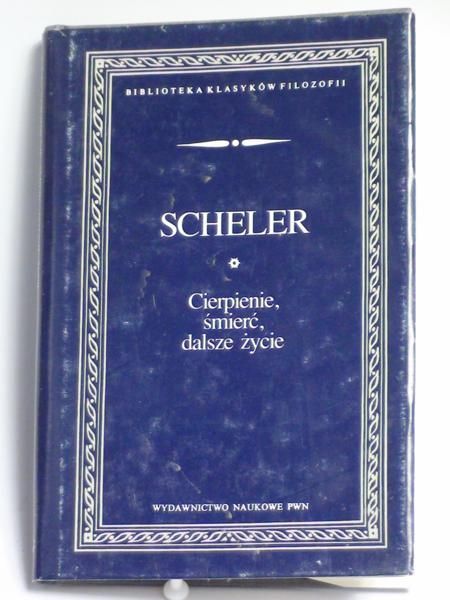 BIBLIOTEKA KLASYKÓW FILOZOFII
SCHELER
Cierpienie,
śmierć,
dalsze życie
WYDAWNICTWO NAUKOWE PWN